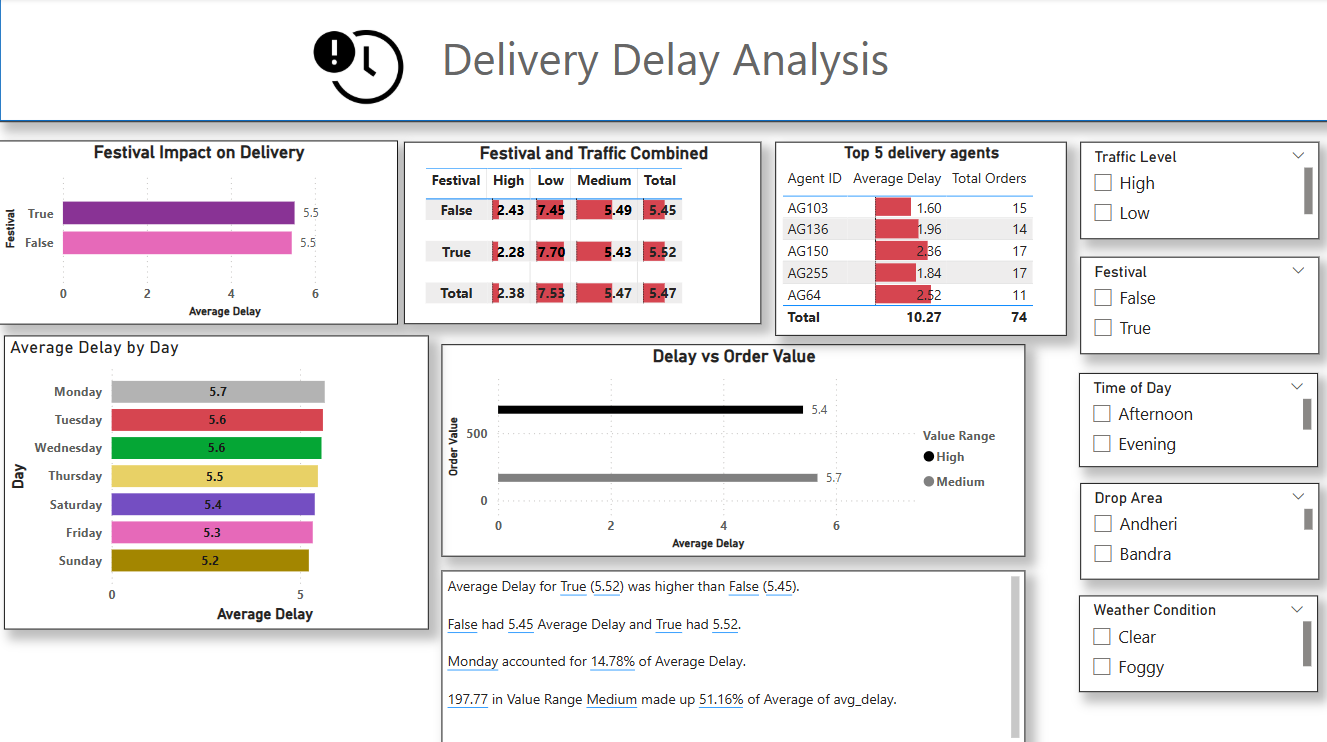 Delivery Delay Analysis
Festival Impact on Delivery
Festival
True 5.5
False 5.5
0 2 4 6
Average Delay
Festival and Traffic Combined
Festival High Low Medium Total
False 2.43 7.45 5.49 5.45
True 2.28 7.70 5.43 5.52
Total 2.38 7.53 5.47 5.47
Top 5 delivery agents
Agent ID Average Delay Total Orders
AG103 1.60 15
AG136 1.96 14
AG150 2.36 17
AG255 1.84 17
AG64 2.52 11
Total 10.27 74
Traffic Level
High
Low
Festival
False
True
Time of Day
Afternoon
Evening
Drop Area
Andheri
Bandra
Weather Condition
Clear
Foggy
Average Delay by Day
Day
Monday 5.7
Tuesday 5.6
Wednesday 5.6
Thursday 5.5
Saturday 5.4
Friday 5.3
Sunday 5.2
0 5
Average Delay
Delay vs Order Value
Order Value
5.4
500
5.7
0
0 2 4 6
Average Delay
Value Range
High
Medium
Average Delay for True (5.52) was higher than False (5.45).
False had 5.45 Average Delay and True had 5.52.
Monday accounted for 14.78% of Average Delay.
197.77 in Value Range Medium made up 51.16% of Average of avg_delay.